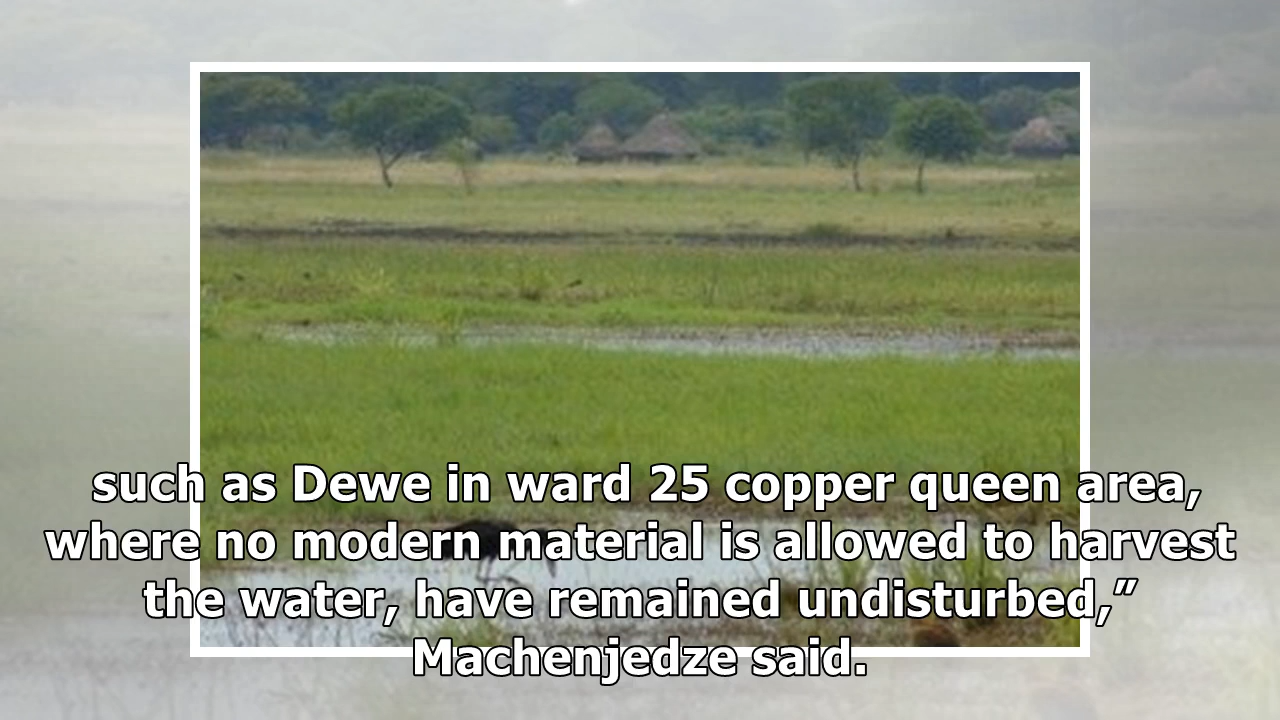 such as Dewe in ward 25 copper queen area,
where no modern material is allowed to harvest
the water, have remained undisturbed,”
Machenjedze said.